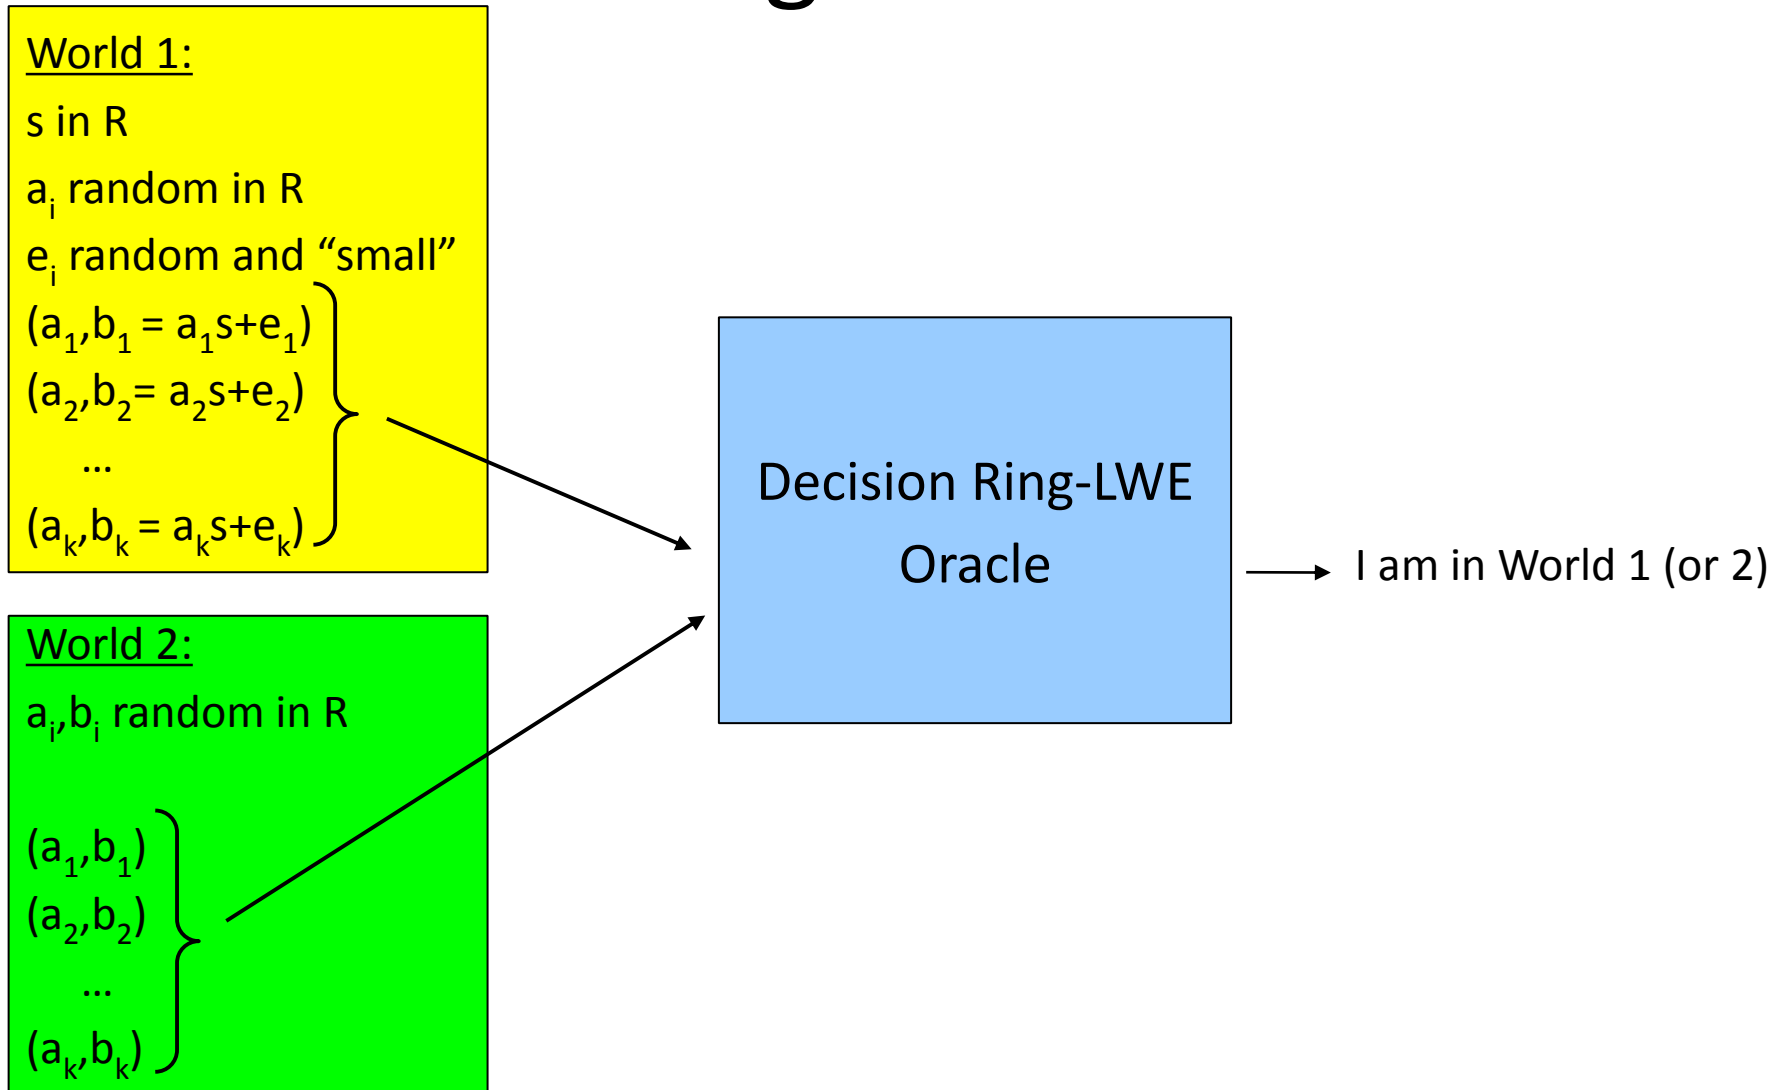 World 1:
s in R
aᵢ random in R
eᵢ random and “small”
(a₁,b₁ = a₁s+e₁)
(a₂,b₂= a₂s+e₂)
...
(aₖ,bₖ = aₖs+eₖ)
Decision Ring-LWE
Oracle
I am in World 1 (or 2)
World 2:
aᵢ,bᵢ random in R
(a₁,b₁)
(a₂,b₂)
...
(aₖ,bₖ)